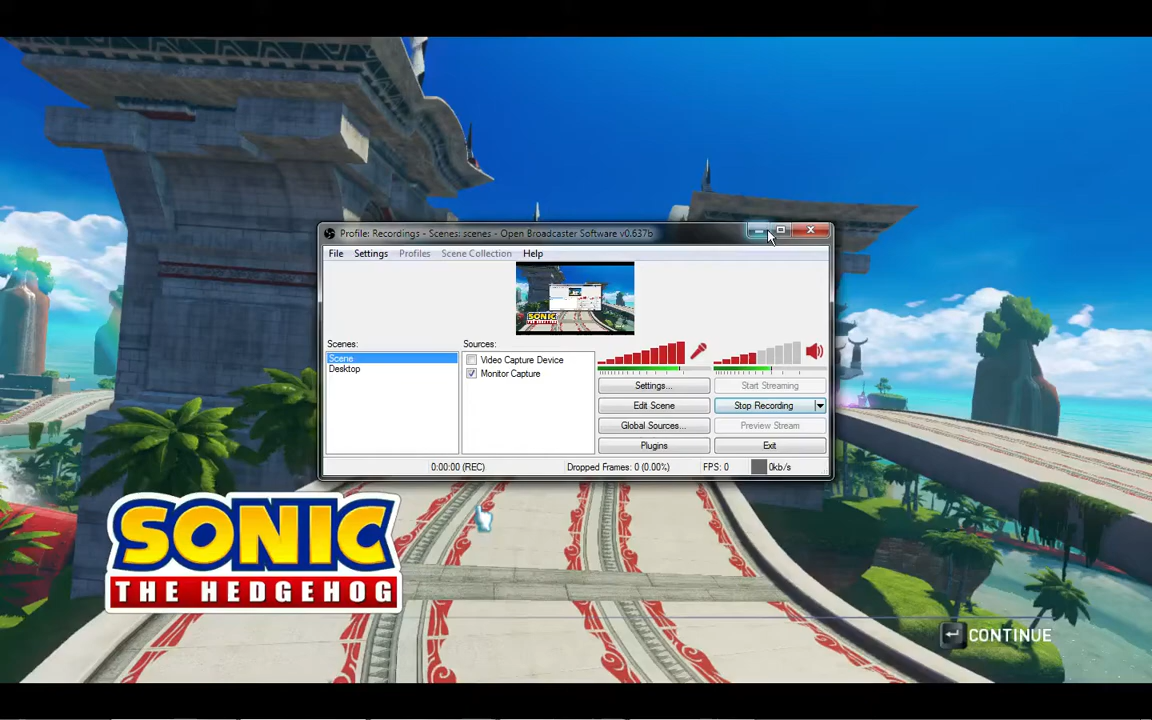 Profile: Recordings - Scenes: scenes - Open Broadcaster Software v0.637b
File Settings Profiles Scene Collection Help
Scenes:
Scene
Desktop
Sources:
Video Capture Device
Monitor Capture
Settings... Start Streaming
Edit Scene Stop Recording
Global Sources... Preview Stream
Plugins Exit
0:00:00 (REC) Dropped Frames: 0 (0.00%) FPS: 0 0kb/s
SONIC
THE HEDGEHOG
CONTINUE